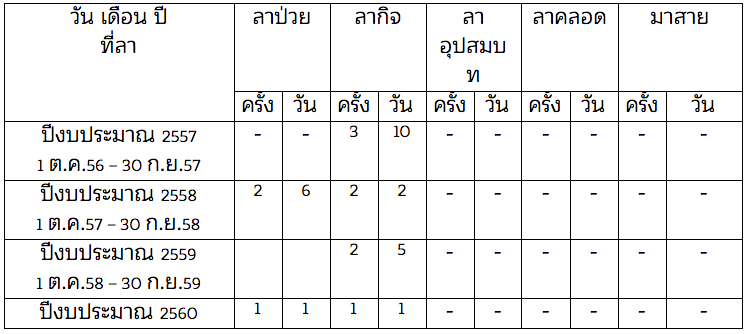 วัน เดือน ปี ลาป่วย ลากิจ ลา ลาคลอด มาสาย
ที่ลา อุปสมบ
ท
ครั้ง วัน ครั้ง วัน ครั้ง วัน ครั้ง วัน ครั้ง วัน
ปีงบประมาณ 2557 - - 3 10 - - - - - -
1 ต.ค.56 – 30 ก.ย.57
ปีงบประมาณ 2558 2 6 2 2 - - - - - -
1 ต.ค.57 – 30 ก.ย.58
ปีงบประมาณ 2559 2 5 - - - - - -
1 ต.ค.58 – 30 ก.ย.59
ปีงบประมาณ 2560 1 1 1 1 - - - - - -